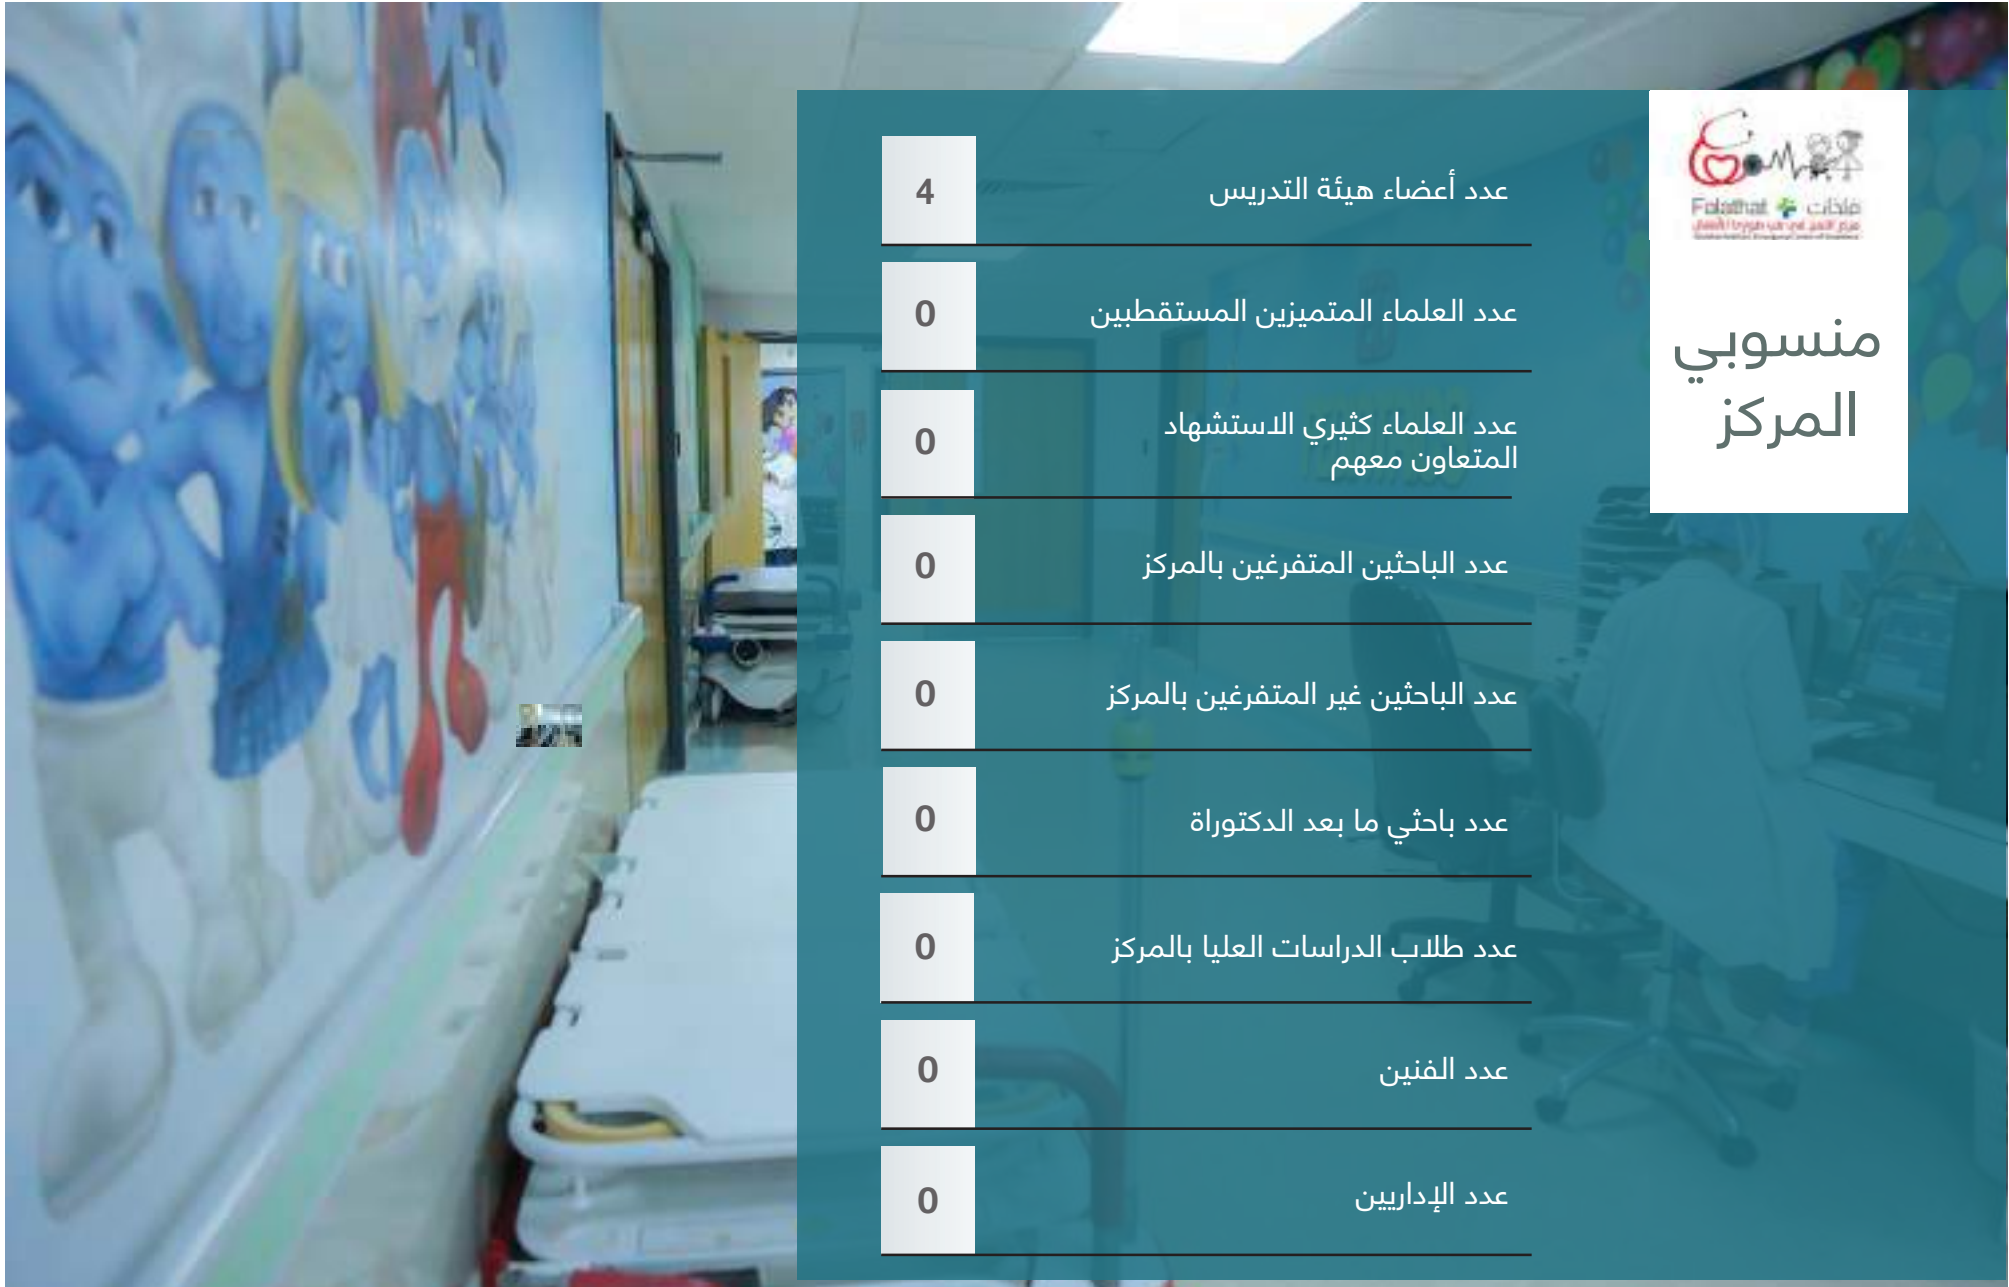 Falathat فلذات
منسوبي
المركز
عدد أعضاء هيئة التدريس 4
عدد العلماء المتميزين المستقطبين 0
عدد العلماء كثيري الاستشهاد
المتعاون معهم 0
عدد الباحثين المتفرغين بالمركز 0
عدد الباحثين غير المتفرغين بالمركز 0
عدد باحثي ما بعد الدكتوراة 0
عدد طلاب الدراسات العليا بالمركز 0
عدد الفنين 0
عدد الإداريين 0